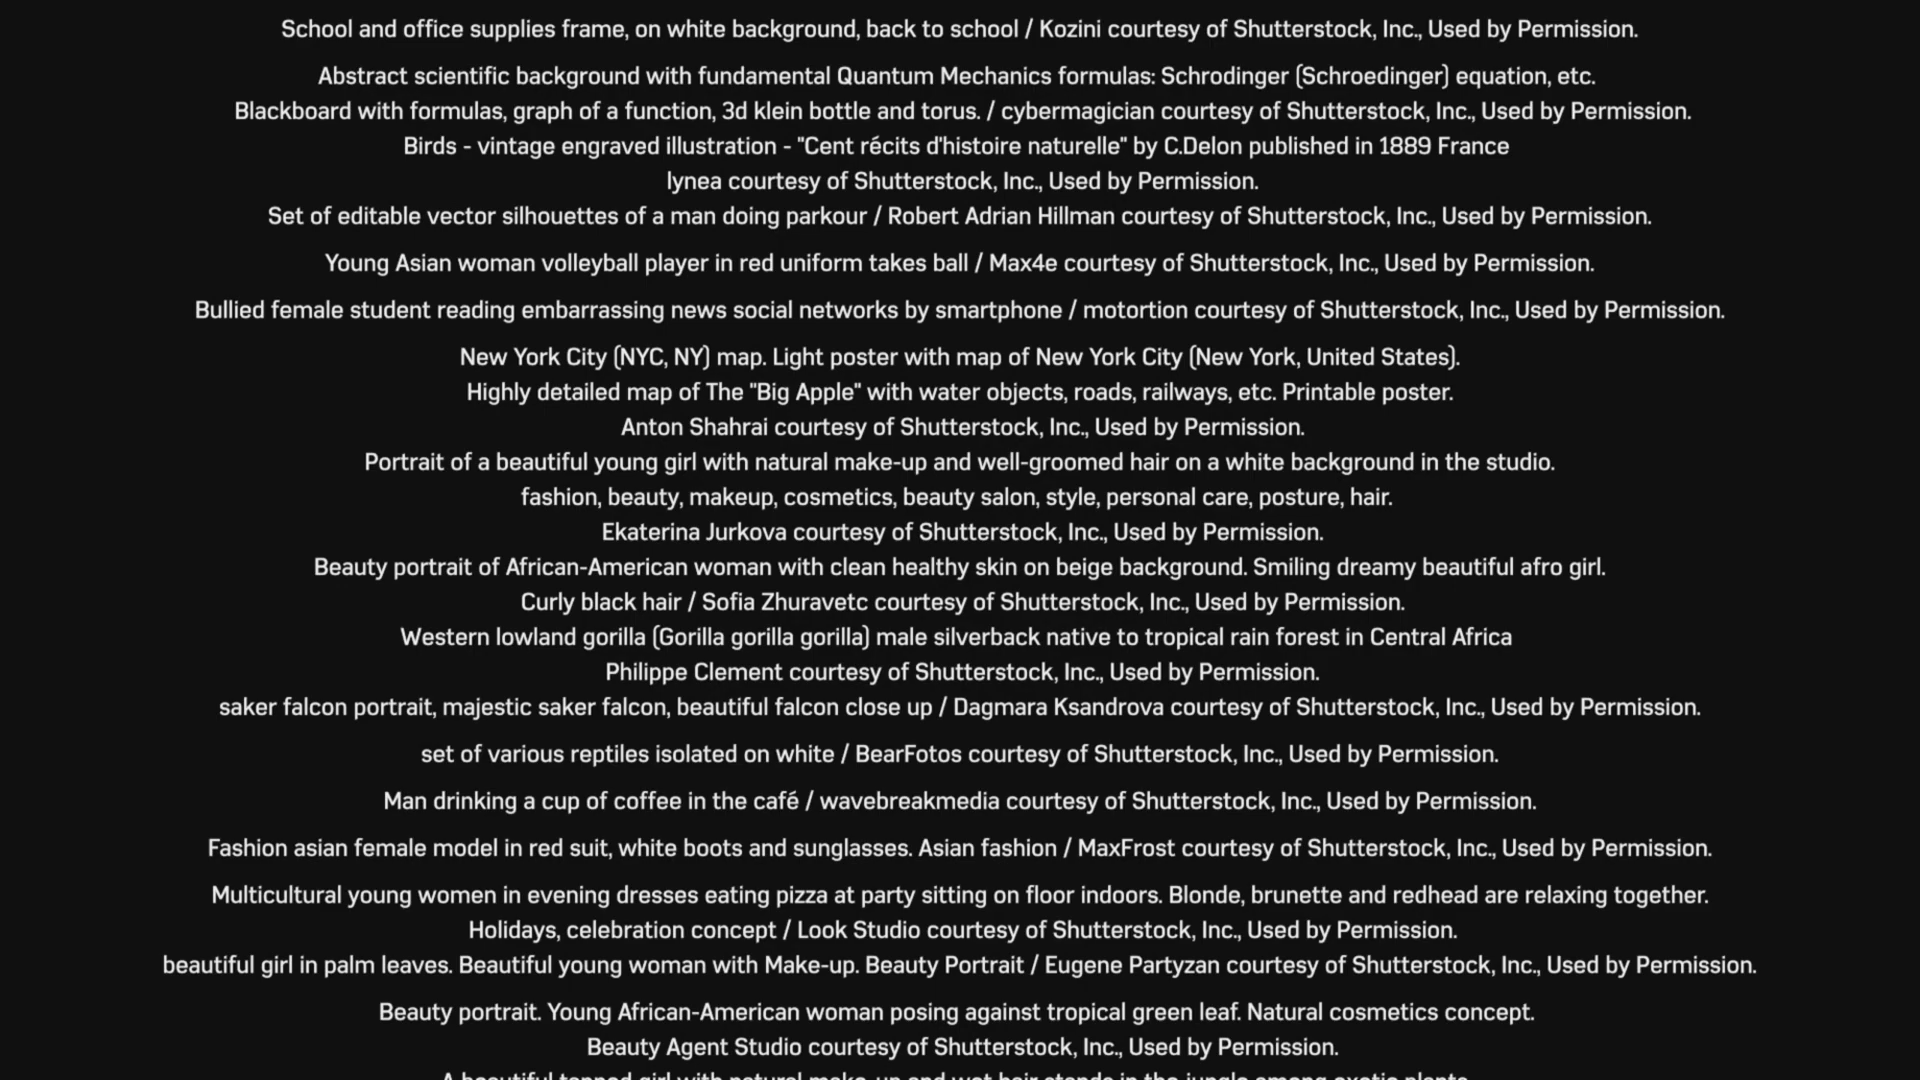 School and office supplies frame, on white background, back to school / Kozini courtesy of Shutterstock, Inc., Used by Permission.
Abstract scientific background with fundamental Quantum Mechanics formulas: Schrodinger (Schroedinger) equation, etc.
Blackboard with formulas, graph of a function, 3d klein bottle and torus. / cybermagician courtesy of Shutterstock, Inc., Used by Permission.
Birds - vintage engraved illustration - "Cent récits d'histoire naturelle" by C.Delon published in 1889 France
lynea courtesy of Shutterstock, Inc., Used by Permission.
Set of editable vector silhouettes of a man doing parkour / Robert Adrian Hillman courtesy of Shutterstock, Inc., Used by Permission.
Young Asian woman volleyball player in red uniform takes ball / Max4e courtesy of Shutterstock, Inc., Used by Permission.
Bullied female student reading embarrassing news social networks by smartphone / motortion courtesy of Shutterstock, Inc., Used by Permission.
New York City (NYC, NY) map. Light poster with map of New York City (New York, United States).
Highly detailed map of The "Big Apple" with water objects, roads, railways, etc. Printable poster.
Anton Shahrai courtesy of Shutterstock, Inc., Used by Permission.
Portrait of a beautiful young girl with natural make-up and well-groomed hair on a white background in the studio.
fashion, beauty, makeup, cosmetics, beauty salon, style, personal care, posture, hair.
Ekaterina Jurkova courtesy of Shutterstock, Inc., Used by Permission.
Beauty portrait of African-American woman with clean healthy skin on beige background. Smiling dreamy beautiful afro girl.
Curly black hair / Sofia Zhuravetc courtesy of Shutterstock, Inc., Used by Permission.
Western lowland gorilla (Gorilla gorilla gorilla) male silverback native to tropical rain forest in Central Africa
Philippe Clement courtesy of Shutterstock, Inc., Used by Permission.
saker falcon portrait, majestic saker falcon, beautiful falcon close up / Dagmara Ksandrova courtesy of Shutterstock, Inc., Used by Permission.
set of various reptiles isolated on white / BearFotos courtesy of Shutterstock, Inc., Used by Permission.
Man drinking a cup of coffee in the café / wavebreakmedia courtesy of Shutterstock, Inc., Used by Permission.
Fashion asian female model in red suit, white boots and sunglasses. Asian fashion / MaxFrost courtesy of Shutterstock, Inc., Used by Permission.
Multicultural young women in evening dresses eating pizza at party sitting on floor indoors. Blonde, brunette and redhead are relaxing together.
Holidays, celebration concept / Look Studio courtesy of Shutterstock, Inc., Used by Permission.
beautiful girl in palm leaves. Beautiful young woman with Make-up. Beauty Portrait / Eugene Partyzan courtesy of Shutterstock, Inc., Used by Permission.
Beauty portrait. Young African-American woman posing against tropical green leaf. Natural cosmetics concept.
Beauty Agent Studio courtesy of Shutterstock, Inc., Used by Permission.